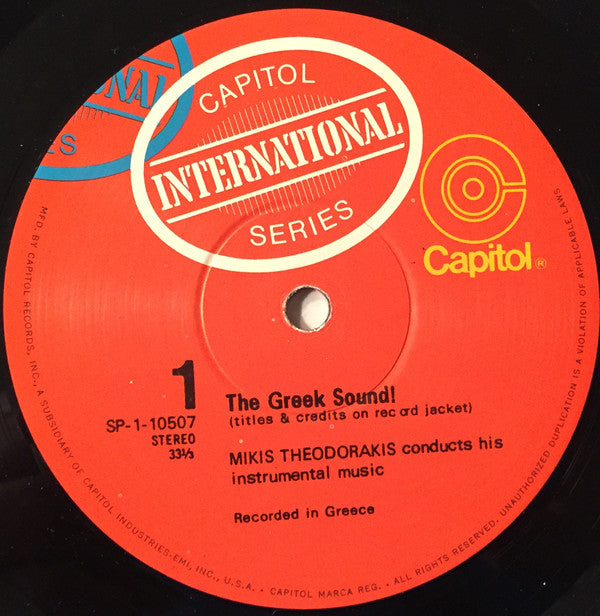 NAL
ES
CAPITOL
INTERNATIONAL
SERIES
Capitol®
1
SP-1-10507
STEREO
33⅓
The Greek Sound!
(titles & credits on record jacket)
MIKIS THEODORAKIS conducts his
instrumental music
Recorded in Greece
MFD. BY CAPITOL RECORDS, INC., A SUBSIDIARY OF CAPITOL INDUSTRIES-EMI, INC., U.S.A. • CAPITOL MARCA REG. • ALL RIGHTS RESERVED. UNAUTHORIZED DUPLICATION IS A VIOLATION OF APPLICABLE LAWS